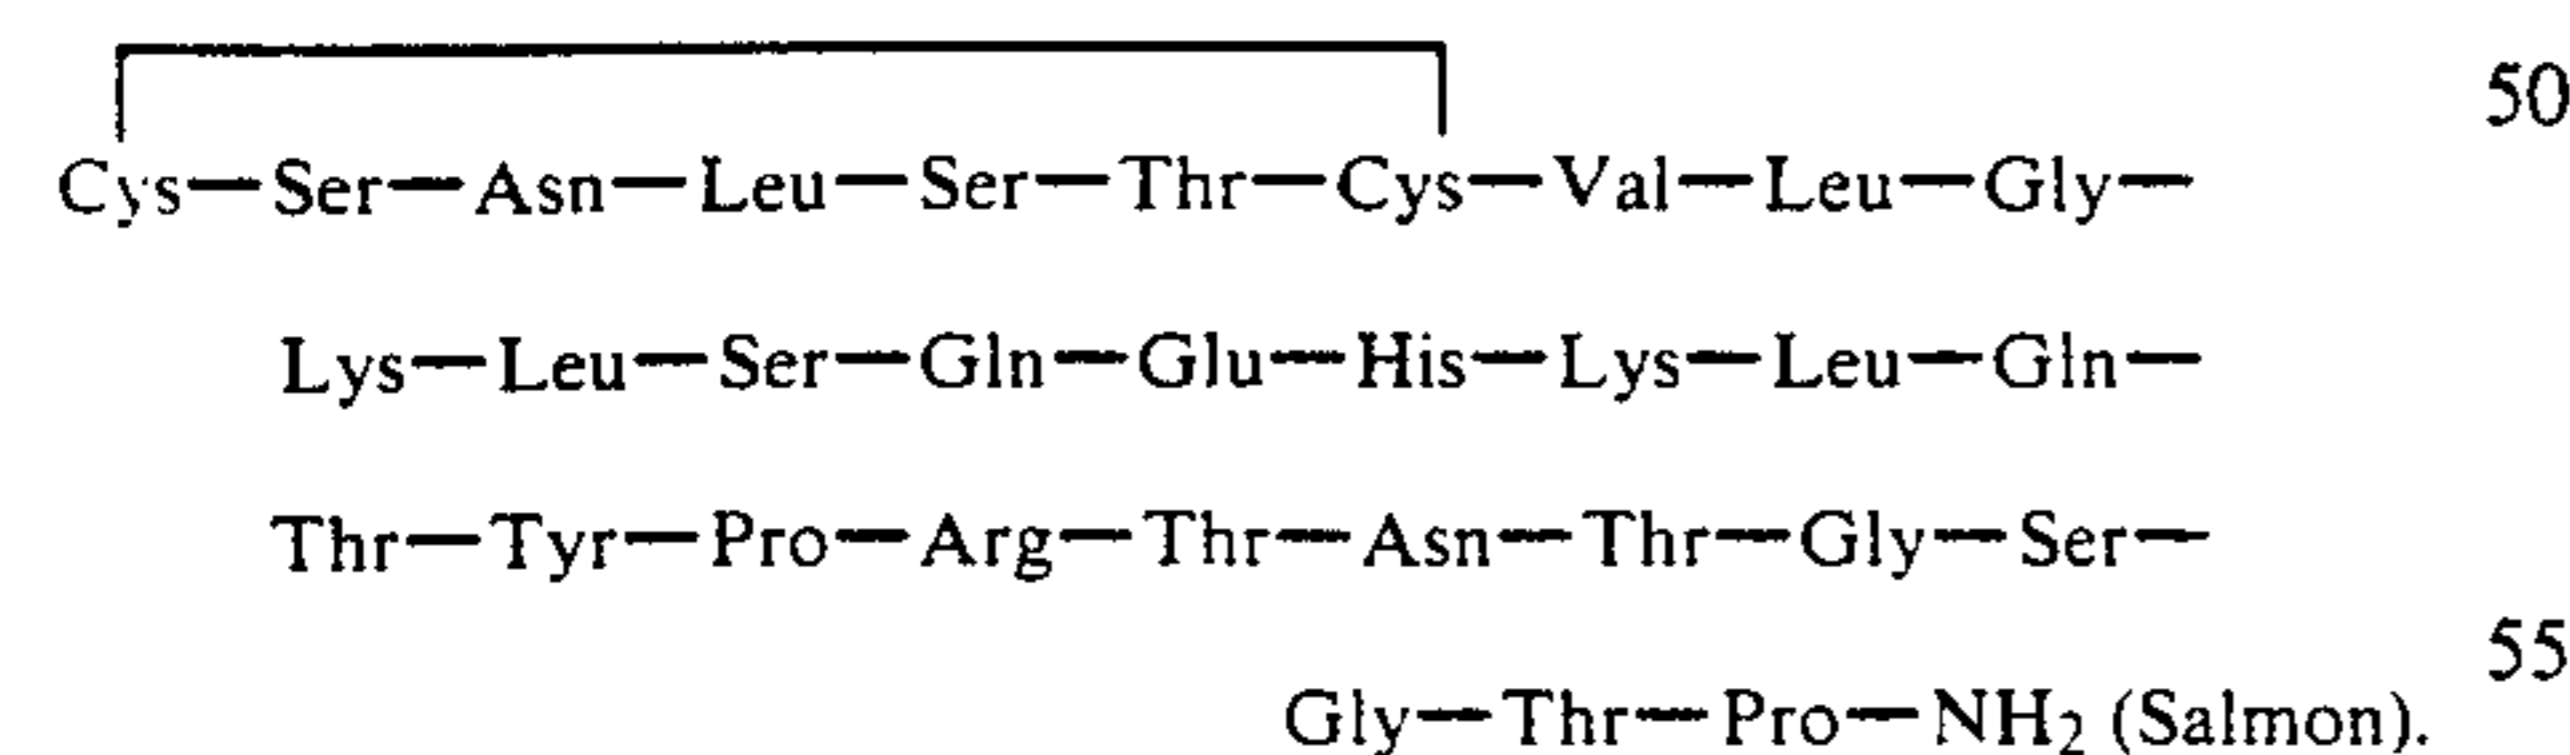 50
Cys—Ser—Asn—Leu—Ser—Thr—Cys—Val—Leu—Gly—
Lys—Leu—Ser—Gln—Glu—His—Lys—Leu—Gln—
Thr—Tyr—Pro—Arg—Thr—Asn—Thr—Gly—Ser—
55
Gly—Thr—Pro—NH₂ (Salmon).